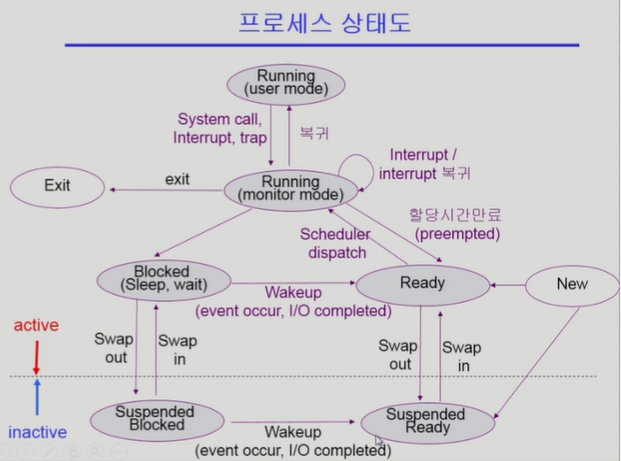 프로세스 상태도
Running
(user mode)
System call,
Interrupt, trap
복귀
Interrupt /
interrupt 복귀
Exit
exit
Running
(monitor mode)
할당시간만료
(preempted)
Scheduler
dispatch
Blocked
(Sleep, wait)
Ready
New
Wakeup
(event occur, I/O completed)
active
Swap
out
Swap
in
Swap
out
Swap
in
inactive
Suspended
Blocked
Suspended
Ready
Wakeup
(event occur, I/O completed)